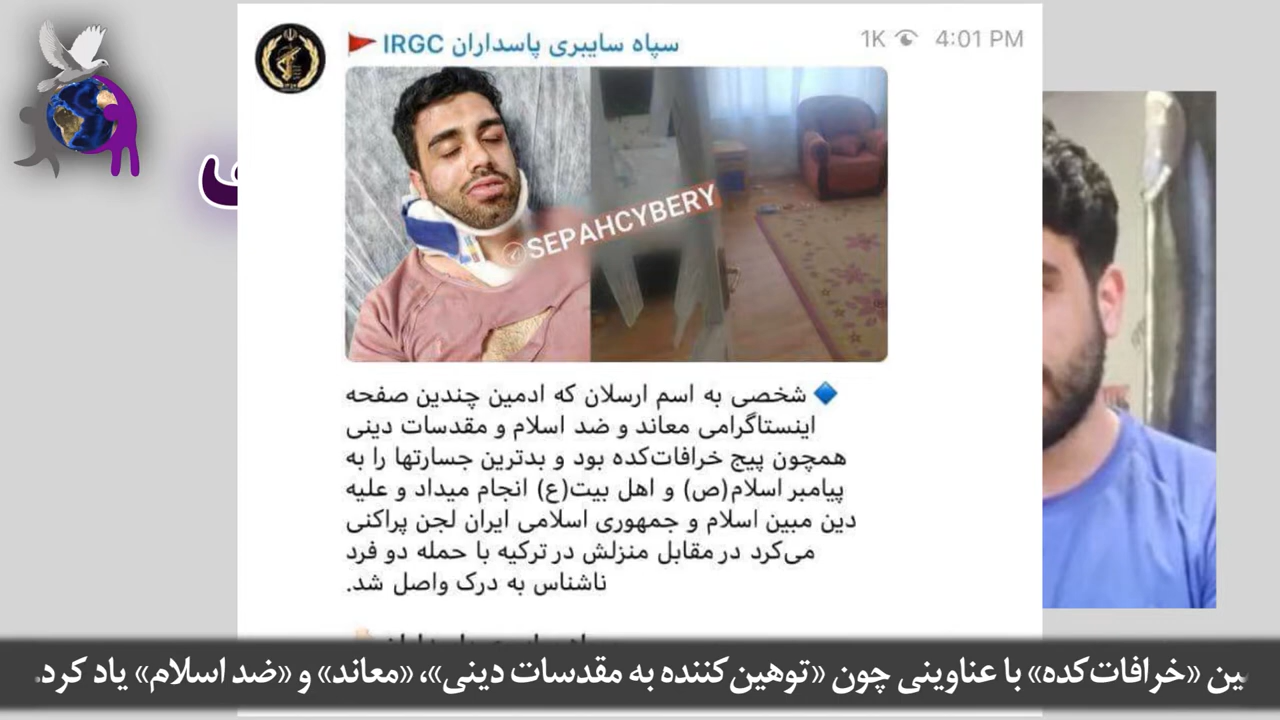 سپاه سایبری پاسداران IRGC
1K 4:01 PM
@SEPAHCYBERY
شخصی به اسم ارسلان که ادمین چندین صفحه
اینستاگرامی معاند و ضد اسلام و مقدسات دینی
همچون پیج خرافات‌کده بود و بدترین جسارتها را به
پیامبر اسلام(ص) و اهل بیت(ع) انجام میداد و علیه
دین مبین اسلام و جمهوری اسلامی ایران لجن پراکنی
می‌کرد در مقابل منزلش در ترکیه با حمله دو فرد
ناشناس به درک واصل شد.
«خرافات‌کده» با عناوینی چون «توهین‌کننده به مقدسات دینی»، «معاند» و «ضد اسلام» یاد کرد.